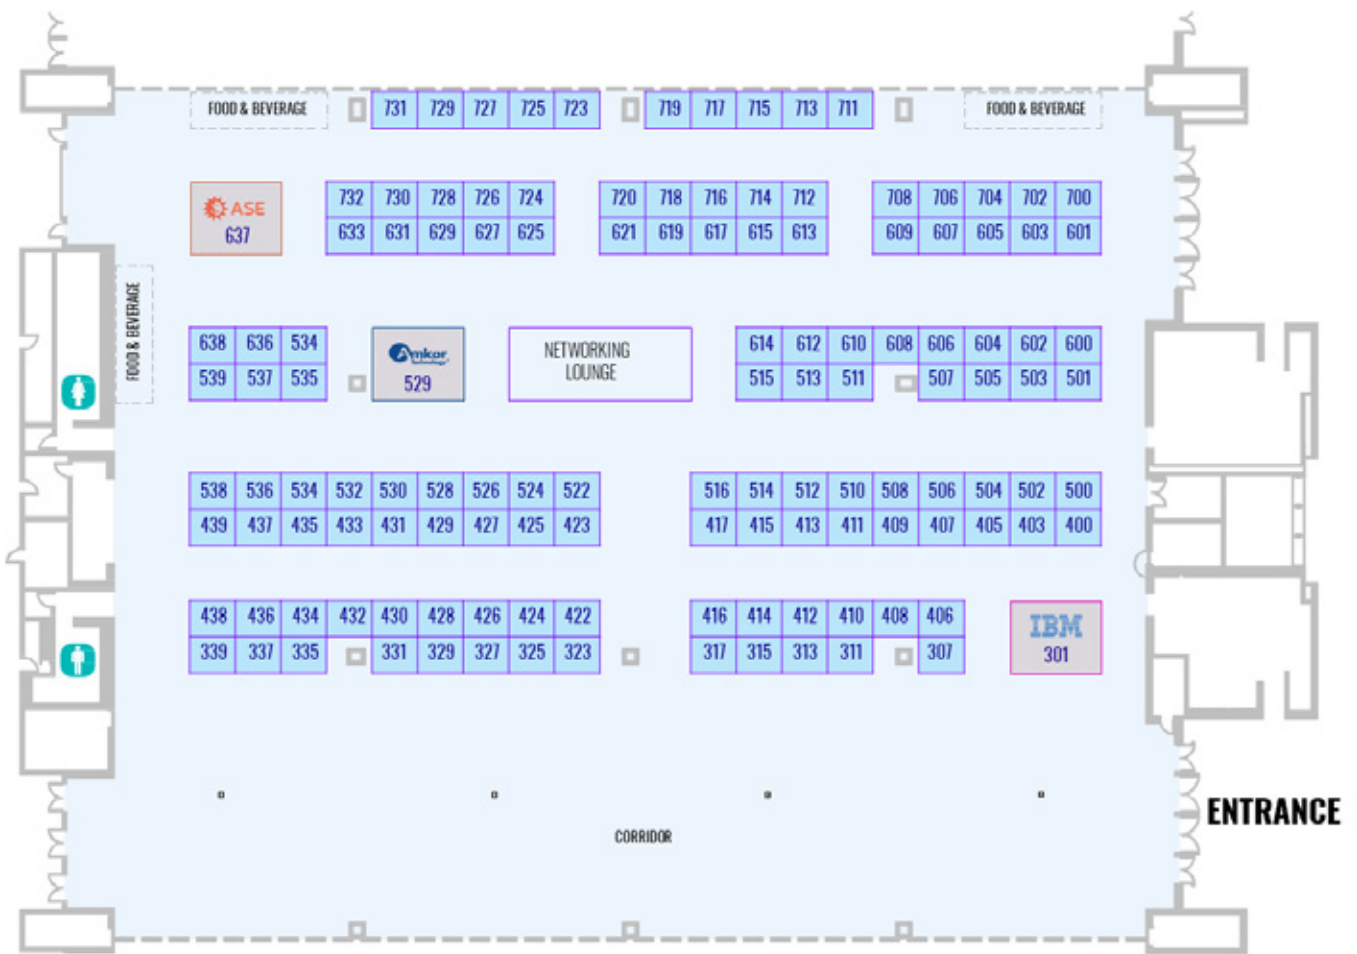 FOOD & BEVERAGE
731 729 727 725 723
719 717 715 713 711
FOOD & BEVERAGE
ASE
637
732 730 728 726 724
633 631 629 627 625
720 718 716 714 712
621 619 617 615 613
708 706 704 702 700
609 607 605 603 601
FOOD & BEVERAGE
638 636 534
539 537 535
Amkor
Technology
529
NETWORKING
LOUNGE
614 612 610 608 606 604 602 600
515 513 511 507 505 503 501
538 536 534 532 530 528 526 524 522
439 437 435 433 431 429 427 425 423
516 514 512 510 508 506 504 502 500
417 415 413 411 409 407 405 403 400
438 436 434 432 430 428 426 424 422
339 337 335 331 329 327 325 323
416 414 412 410 408 406
317 315 313 311 307
IBM
301
ENTRANCE
CORRIDOR